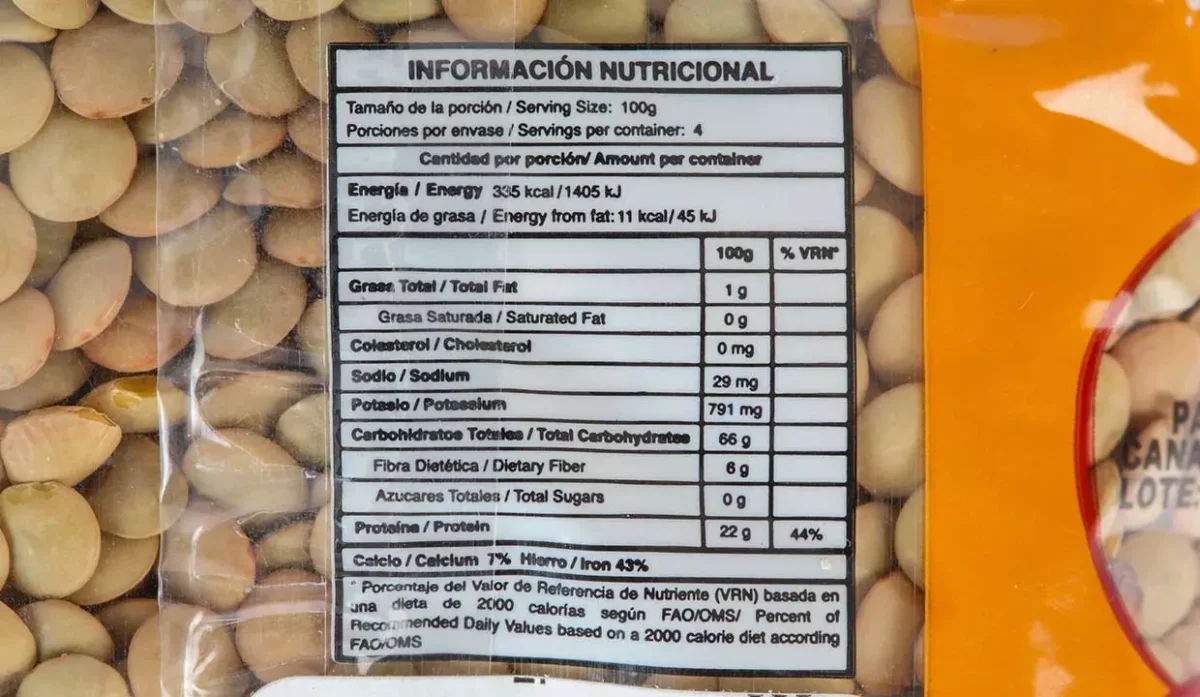 INFORMACIÓN NUTRICIONAL
Tamaño de la porción / Serving Size: 100g
Porciones por envase / Servings per container: 4
Cantidad por porción/ Amount per container
Energía / Energy 335 kcal / 1405 kJ
Energía de grasa / Energy from fat: 11 kcal/ 45 kJ
100g % VRN*
Grasa Total / Total Fat 1 g
Grasa Saturada / Saturated Fat 0 g
Colesterol / Cholesterol 0 mg
Sodio / Sodium 29 mg
Potasio / Potassium 791 mg
Carbohidratos Totales / Total Carbohydrates 66 g
Fibra Dietética / Dietary Fiber 6 g
Azucares Totales / Total Sugars 0 g
Proteína / Protein 22 g 44%
Calcio / Calcium 7% Hierro / Iron 43%
* Porcentaje del Valor de Referencia de Nutriente (VRN) basada en
una dieta de 2000 calorías según FAO/OMS/ Percent of
Recommended Daily Values based on a 2000 calorie diet according
FAO/OMS
PA
CANA
LOTE